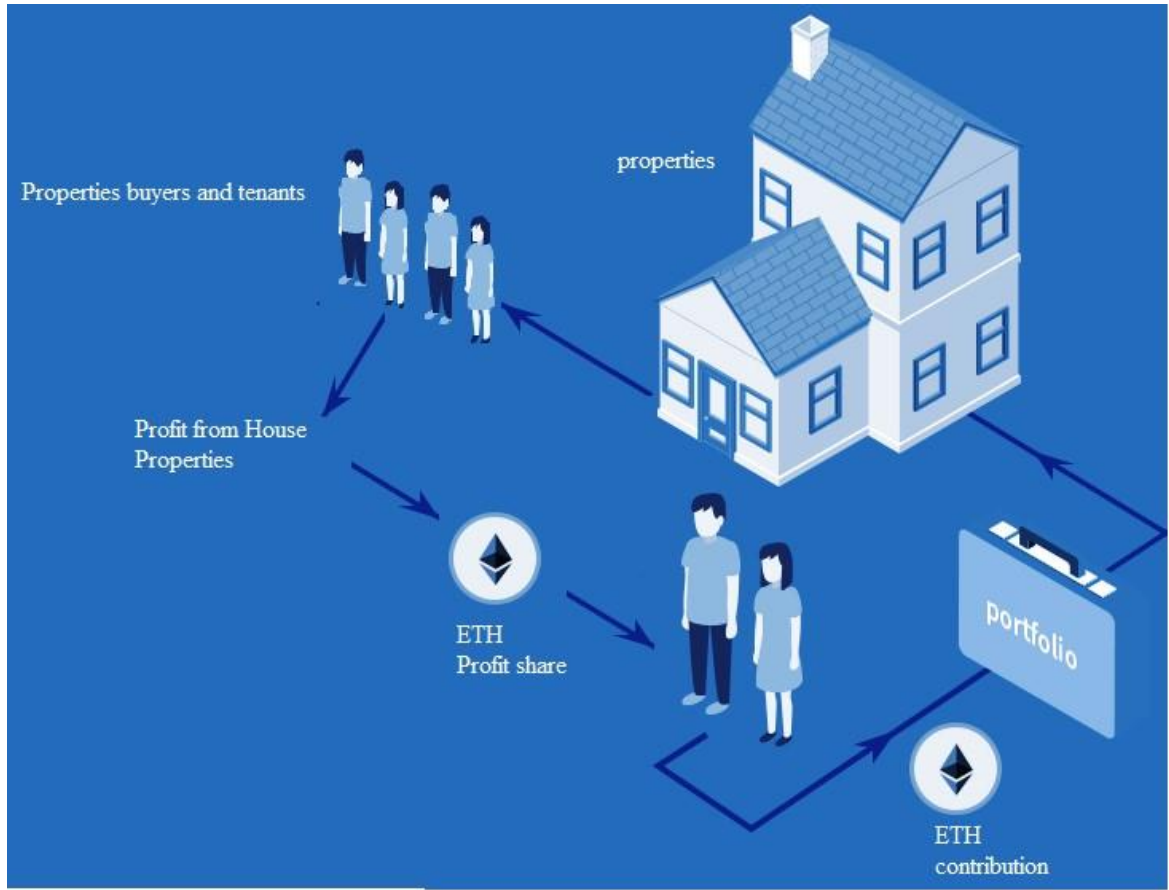 properties
Properties buyers and tenants
Profit from House
Properties
ETH
Profit share
portfolio
ETH
contribution